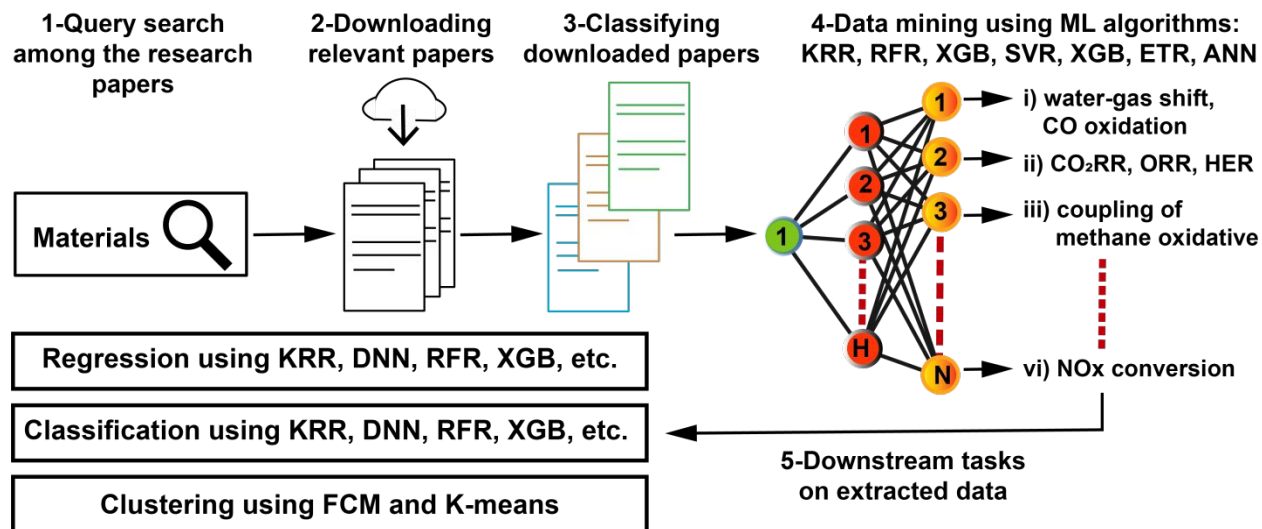 1-Query search
among the research
papers
2-Downloading
relevant papers
3-Classifying
downloaded papers
4-Data mining using ML algorithms:
KRR, RFR, XGB, SVR, XGB, ETR, ANN
Materials
1
1
2
3
H
1
2
3
N
i) water-gas shift,
CO oxidation
ii) CO₂RR, ORR, HER
iii) coupling of
methane oxidative
vi) NOx conversion
Regression using KRR, DNN, RFR, XGB, etc.
Classification using KRR, DNN, RFR, XGB, etc.
Clustering using FCM and K-means
5-Downstream tasks
on extracted data